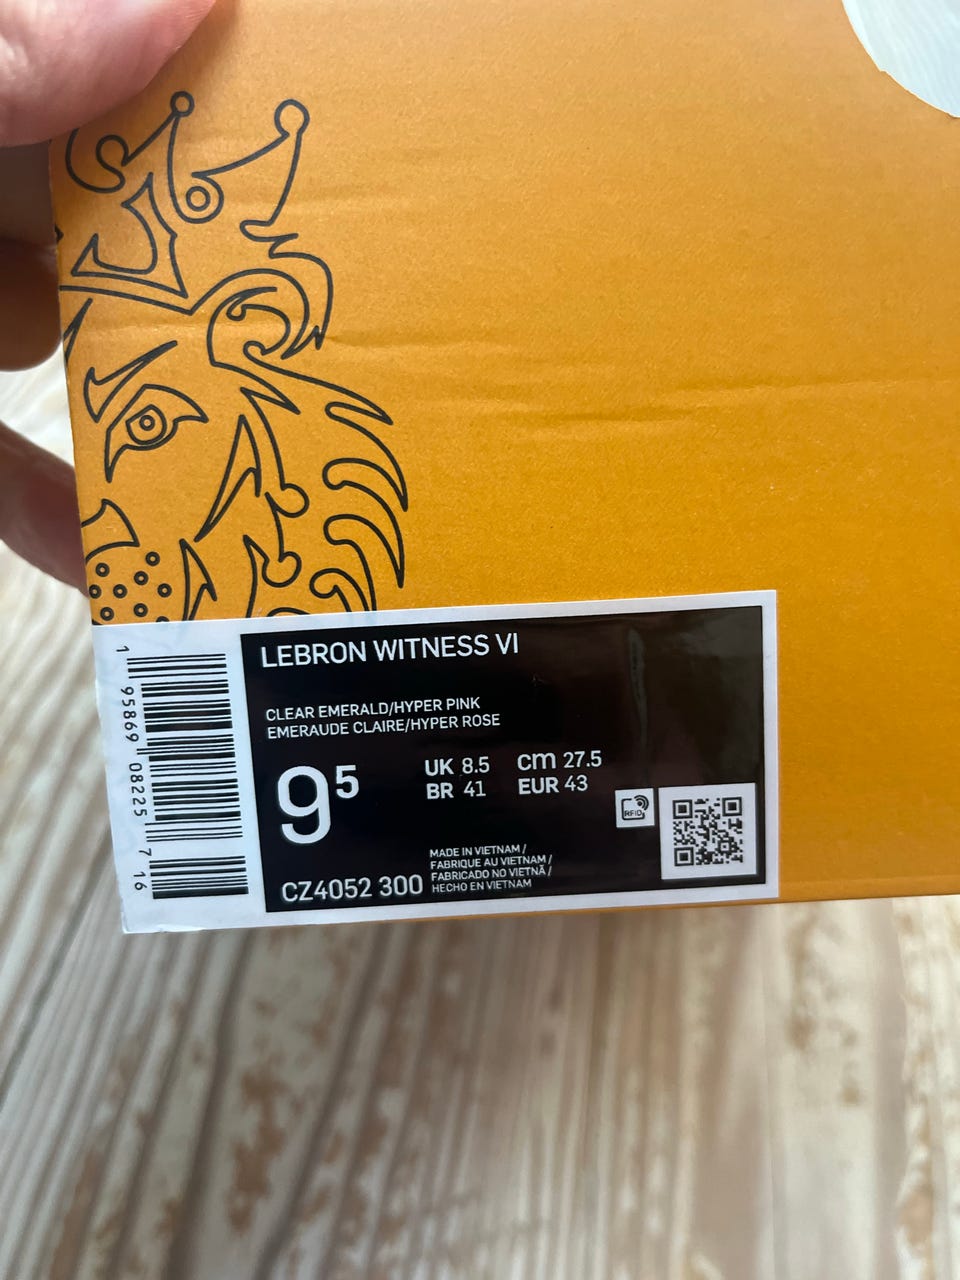 LEBRON WITNESS VI
CLEAR EMERALD/HYPER PINK
EMERAUDE CLAIRE/HYPER ROSE
9⁵
UK 8.5 cm 27.5
BR 41 EUR 43
RFID
CZ4052 300
MADE IN VIETNAM /
FABRIQUE AU VIETNAM /
FABRICADO NO VIETNÃ /
HECHO EN VIETNAM
1 95869 08225 7 16